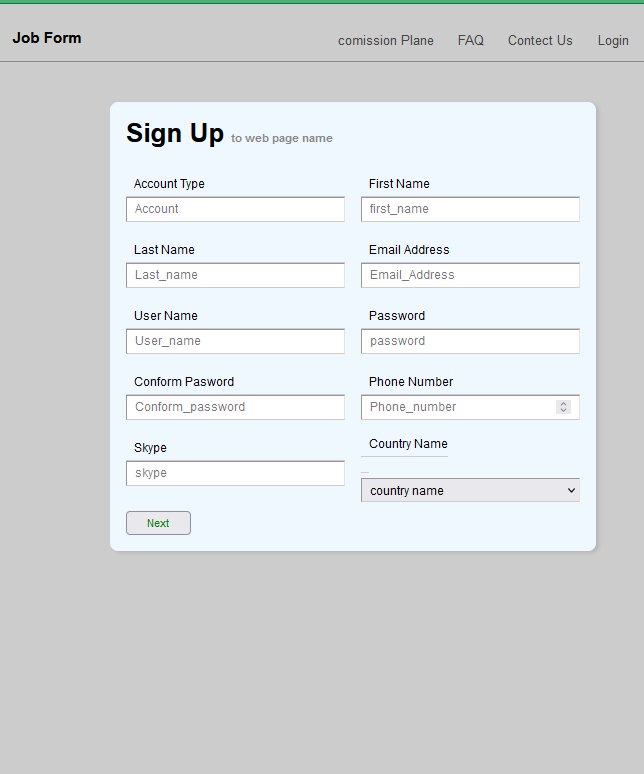 Job Form
comission Plane FAQ Contect Us Login
Sign Up to web page name
Account Type First Name
Account first_name
Last Name Email Address
Last_name Email_Address
User Name Password
User_name password
Conform Pasword Phone Number
Conform_password Phone_number
Skype Country Name
skype
country name
Next